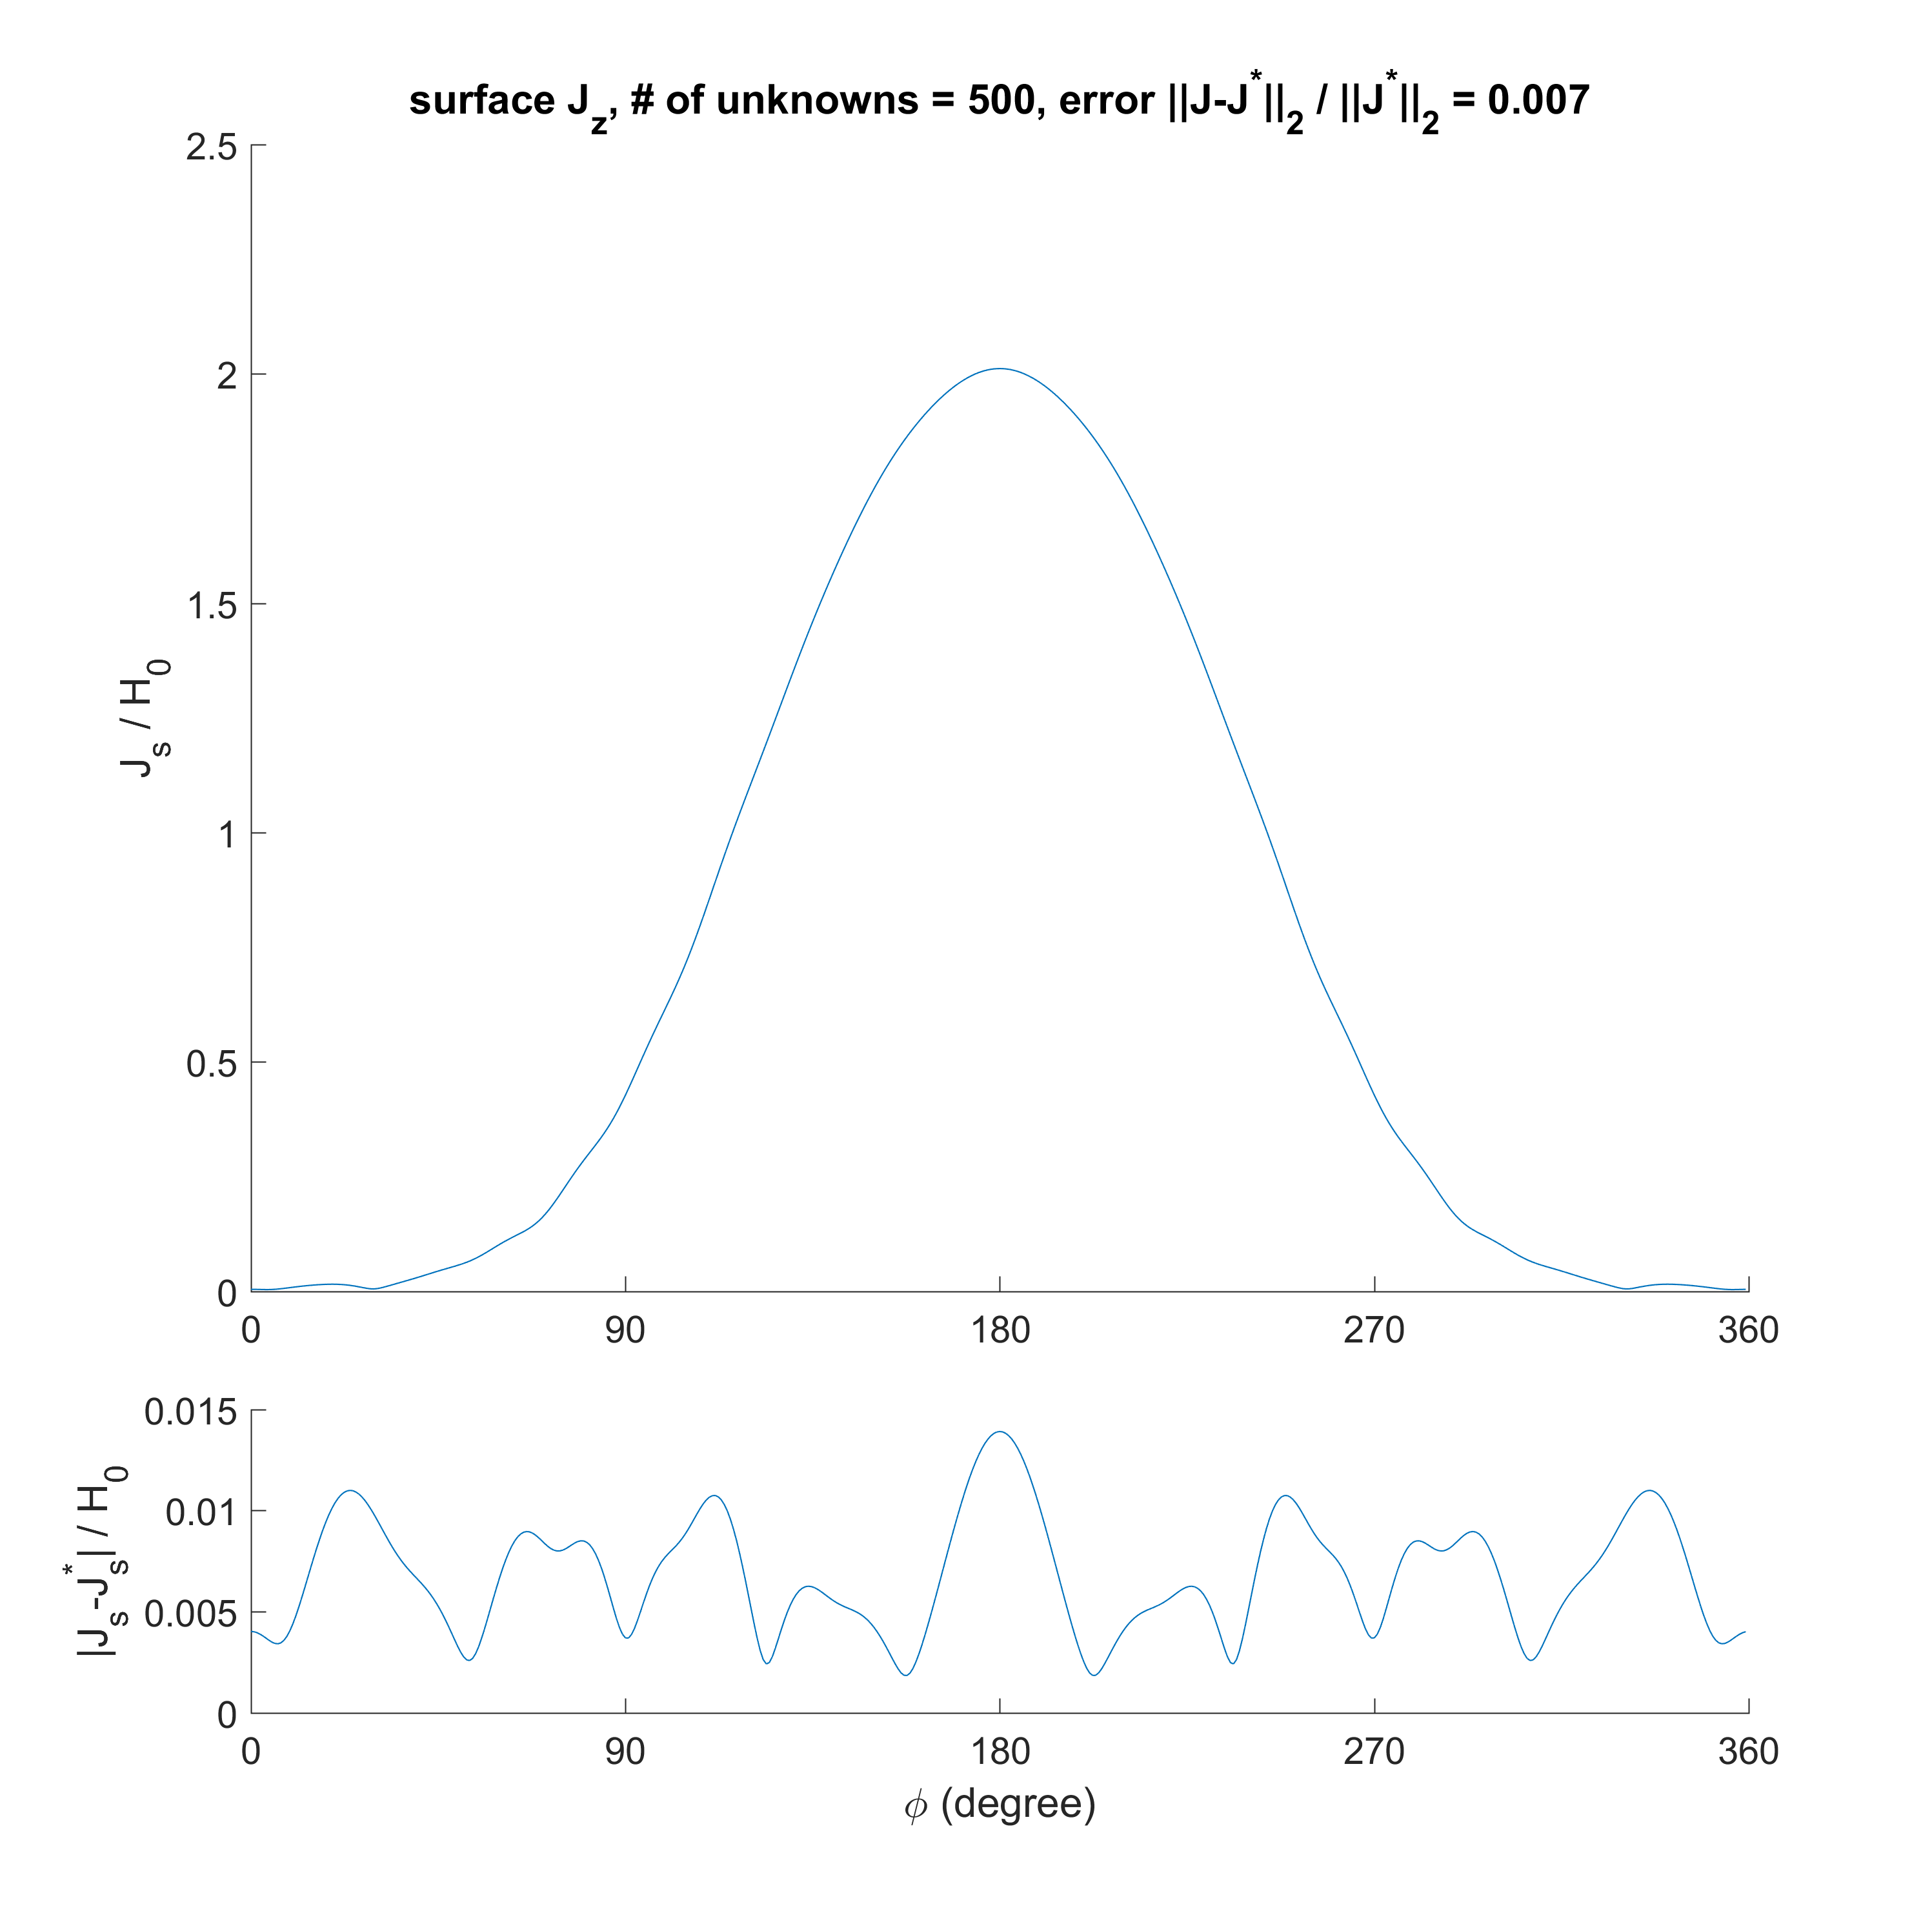 surface J_z, # of unknowns = 500, error ||J-J^*||_2 / ||J^*||_2 = 0.007
2.5
2
1.5
1
0.5
0
J_s / H_0
0 90 180 270 360
0.015
0.01
0.005
0
|J_s-J_s^*| / H_0
0 90 180 270 360
ϕ (degree)